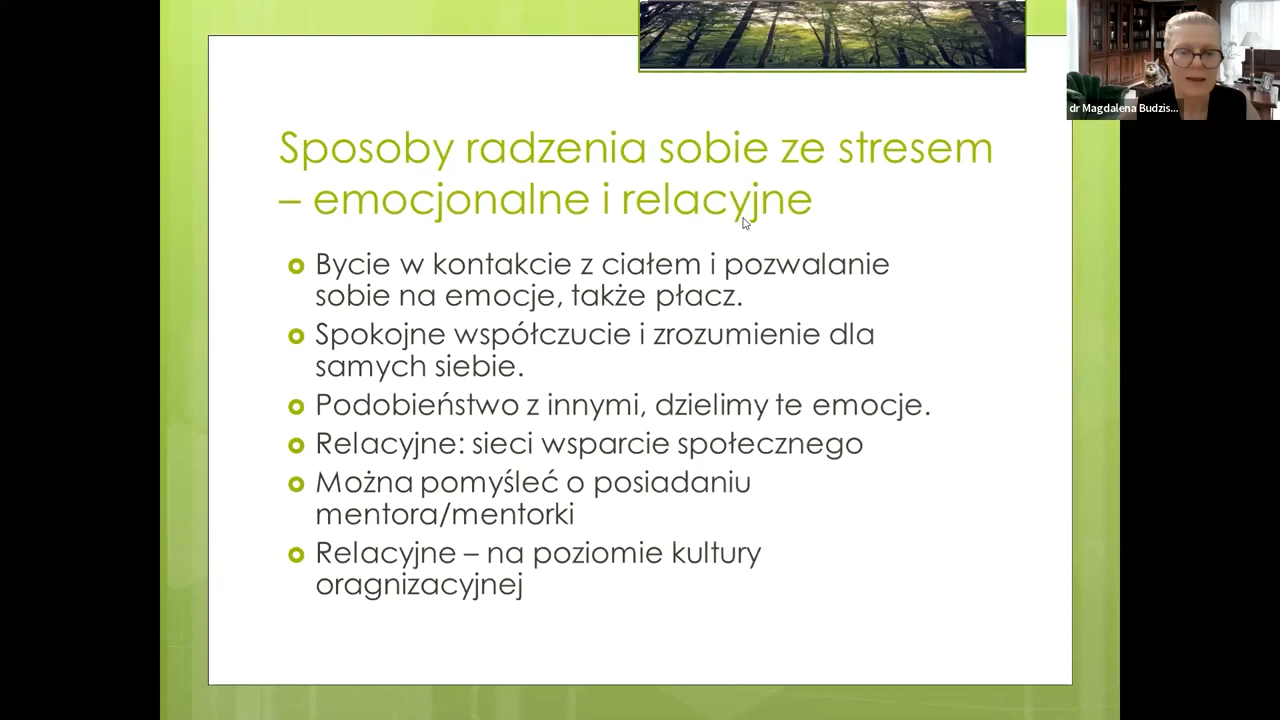 dr Magdalena Budzis...
Sposoby radzenia sobie ze stresem
– emocjonalne i relacyjne
Bycie w kontakcie z ciałem i pozwalanie
sobie na emocje, także płacz.
Spokojne współczucie i zrozumienie dla
samych siebie.
Podobieństwo z innymi, dzielimy te emocje.
Relacyjne: sieci wsparcie społecznego
Można pomyśleć o posiadaniu
mentora/mentorki
Relacyjne – na poziomie kultury
oragnizacyjnej